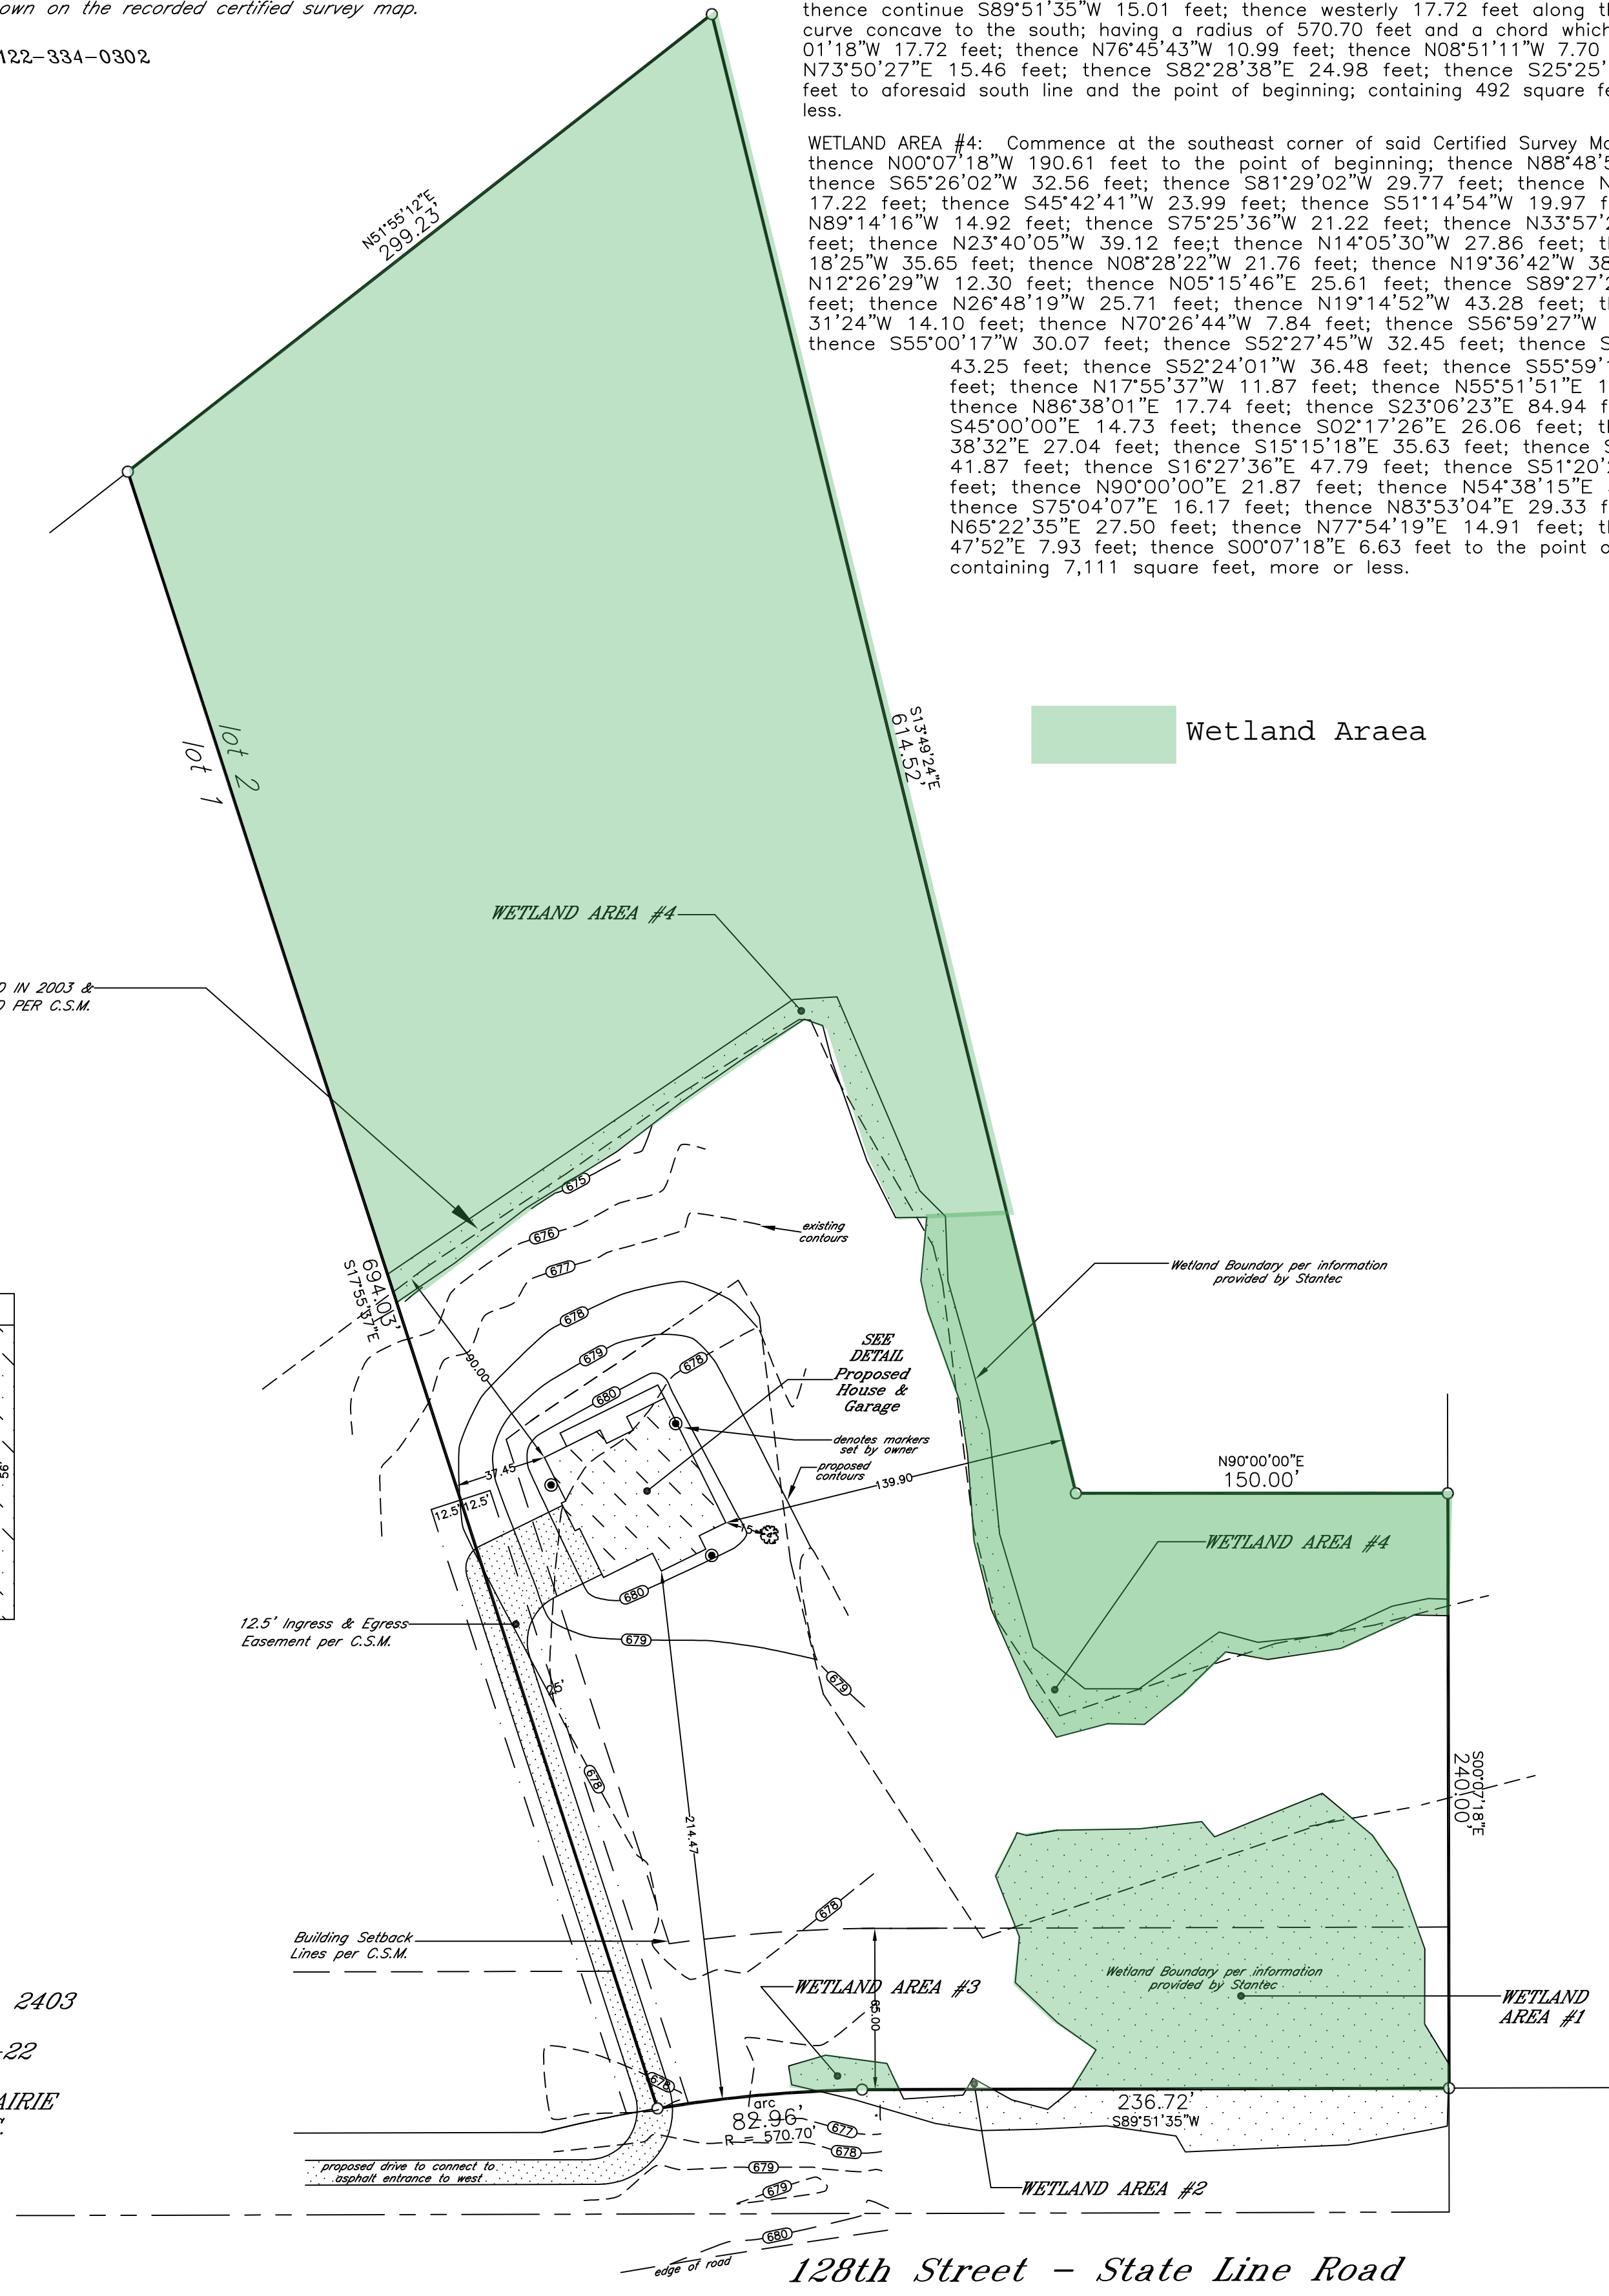 own on the recorded certified survey map.
122-334-0302
thence continue S89°51'35"W 15.01 feet; thence westerly 17.72 feet along th
curve concave to the south; having a radius of 570.70 feet and a chord which
01'18"W 17.72 feet; thence N76°45'43"W 10.99 feet; thence N08°51'11"W 7.70
N73°50'27"E 15.46 feet; thence S82°28'38"E 24.98 feet; thence S25°25'
feet to aforesaid south line and the point of beginning; containing 492 square fe
less.
WETLAND AREA #4: Commence at the southeast corner of said Certified Survey Ma
thence N00°07'18"W 190.61 feet to the point of beginning; thence N88°48'5
thence S65°26'02"W 32.56 feet; thence S81°29'02"W 29.77 feet; thence N
17.22 feet; thence S45°42'41"W 23.99 feet; thence S51°14'54"W 19.97 f
N89°14'16"W 14.92 feet; thence S75°25'36"W 21.22 feet; thence N33°57'2
feet; thence N23°40'05"W 39.12 fee;t thence N14°05'30"W 27.86 feet; th
18'25"W 35.65 feet; thence N08°28'22"W 21.76 feet; thence N19°36'42"W 38
N12°26'29"W 12.30 feet; thence N05°15'46"E 25.61 feet; thence S89°27'2
feet; thence N26°48'19"W 25.71 feet; thence N19°14'52"W 43.28 feet; th
31'24"W 14.10 feet; thence N70°26'44"W 7.84 feet; thence S56°59'27"W
thence S55°00'17"W 30.07 feet; thence S52°27'45"W 32.45 feet; thence S
43.25 feet; thence S52°24'01"W 36.48 feet; thence S55°59'1
feet; thence N17°55'37"W 11.87 feet; thence N55°51'51"E 1
thence N86°38'01"E 17.74 feet; thence S23°06'23"E 84.94 f
S45°00'00"E 14.73 feet; thence S02°17'26"E 26.06 feet; th
38'32"E 27.04 feet; thence S15°15'18"E 35.63 feet; thence S
41.87 feet; thence S16°27'36"E 47.79 feet; thence S51°20'
feet; thence N90°00'00"E 21.87 feet; thence N54°38'15"E
thence S75°04'07"E 16.17 feet; thence N83°53'04"E 29.33 f
N65°22'35"E 27.50 feet; thence N77°54'19"E 14.91 feet; th
47'52"E 7.93 feet; thence S00°07'18"E 6.63 feet to the point o
containing 7,111 square feet, more or less.
N51°55'12"E
299.23'
Wetland Araea
S13°49'24"E
614.52'
lot 2
lot 1
WETLAND AREA #4
D IN 2003 &
D PER C.S.M.
675
676
677
existing
contours
694.03'
S17°55'37"E
Wetland Boundary per information
provided by Stantec
678
679
678
680
90.00
SEE
DETAIL
Proposed
House &
Garage
denotes markers
set by owner
proposed
contours
139.90
37.45
12.5' 12.5'
56'
N90°00'00"E
150.00'
WETLAND AREA #4
680
679
679
12.5' Ingress & Egress
Easement per C.S.M.
25'
678
S00°07'18"E
240.00'
214.47
678
Building Setback
Lines per C.S.M.
WETLAND AREA #3
65.00
Wetland Boundary per information
provided by Stantec
WETLAND
AREA #1
2403
-22
AIRIE
678
arc
82.96'
R = 570.70'
236.72'
S89°51'35"W
677
678
679
679
680
proposed drive to connect to
asphalt entrance to west
WETLAND AREA #2
edge of road
128th Street - State Line Road